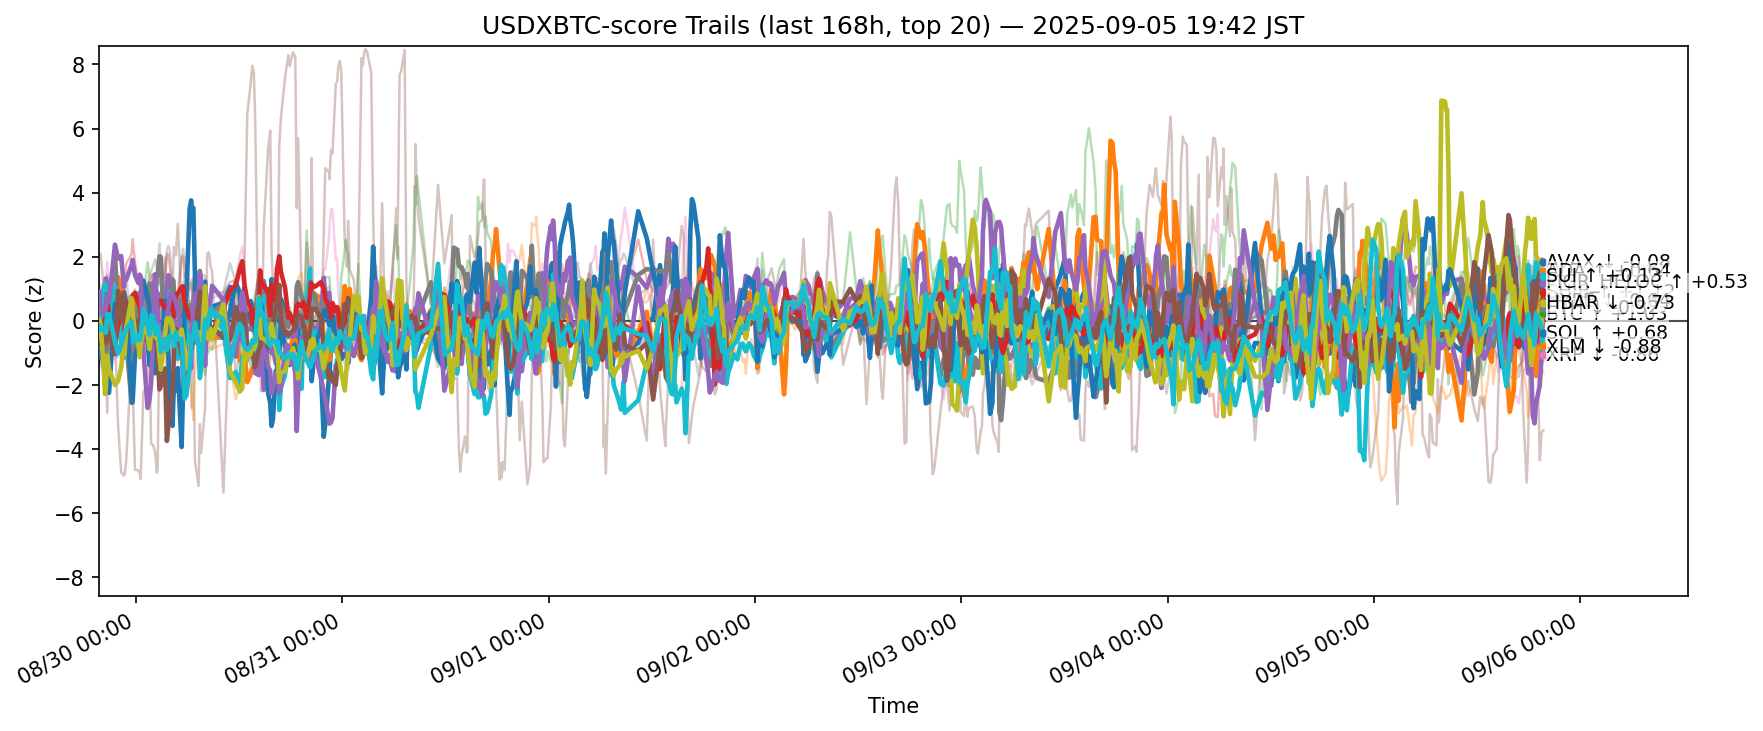 USDXBTC-score Trails (last 168h, top 20) — 2025-09-05 19:42 JST
Score (z)
8
6
4
2
0
−2
−4
−6
−8
AVAX ↓ -0.08
SUI ↑ +0.13
↑ +0.53
HBAR ↓ -0.73
SOL ↑ +0.68
XLM ↓ -0.88
08/30 00:00
08/31 00:00
09/01 00:00
09/02 00:00
09/03 00:00
09/04 00:00
09/05 00:00
09/06 00:00
Time